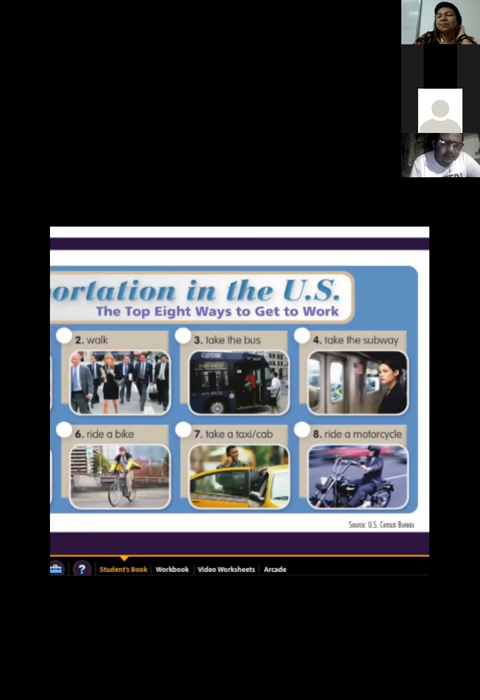 ortation in the U.S.
The Top Eight Ways to Get to Work
2. walk
3. take the bus
4. take the subway
6. ride a bike
7. take a taxi/cab
8. ride a motorcycle
Source: U.S. Census Bureau
? Student's Book Workbook Video Worksheets Arcade